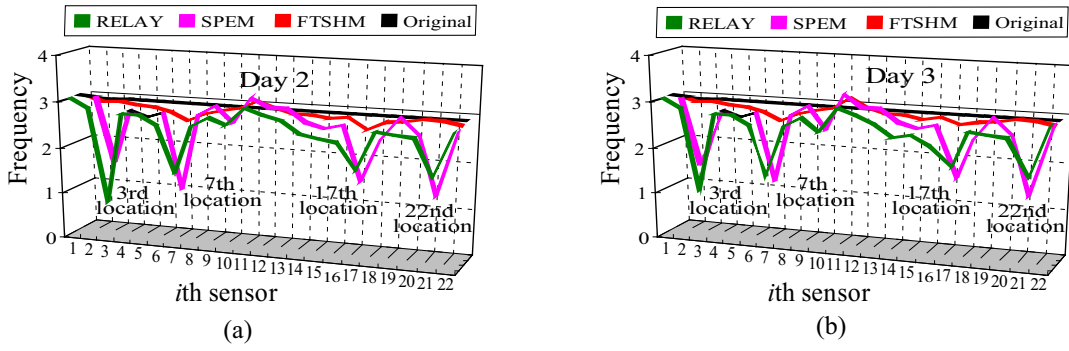 RELAY SPEM FTSHM Original
4
3
2
1
0
Frequency
Day 2
3rd
location
7th
location
17th
location
22nd
location
1 2 3 4 5 6 7 8 9 10 11 12 13 14 15 16 17 18 19 20 21 22
ith sensor
(a)
RELAY SPEM FTSHM Original
4
3
2
1
0
Frequency
Day 3
3rd
location
7th
location
17th
location
22nd
location
1 2 3 4 5 6 7 8 9 10 11 12 13 14 15 16 17 18 19 20 21 22
ith sensor
(b)